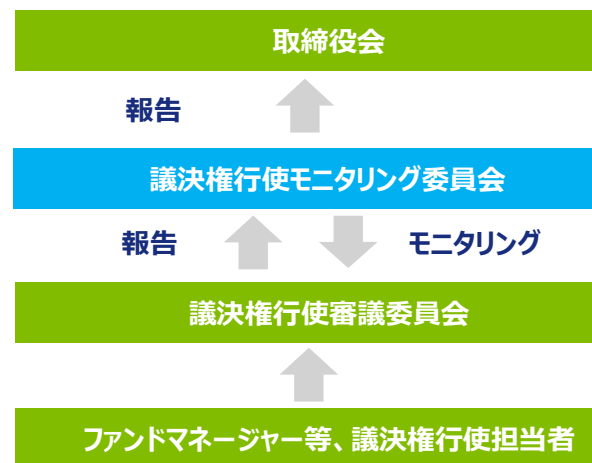 取締役会
報告
議決権行使モニタリング委員会
報告 モニタリング
議決権行使審議委員会
ファンドマネージャー等、議決権行使担当者